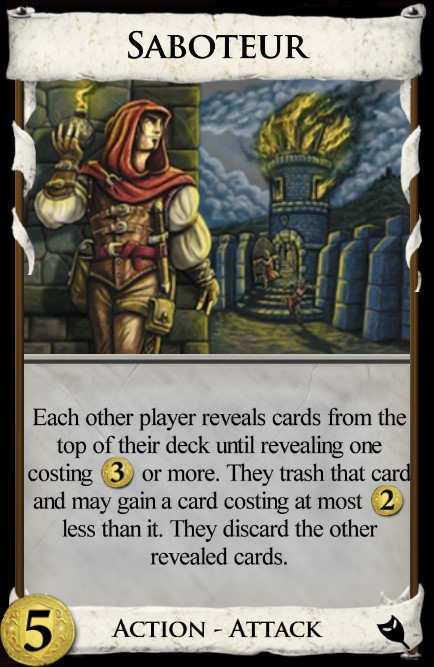 SABOTEUR
Each other player reveals cards from the
top of their deck until revealing one
costing 3 or more. They trash that card
and may gain a card costing at most 2
less than it. They discard the other
revealed cards.
5
ACTION - ATTACK